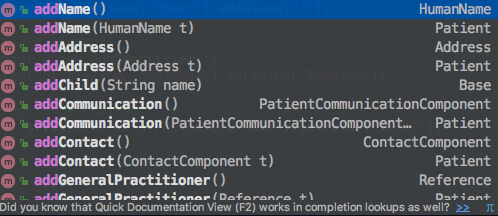 addName() HumanName
addName(HumanName t) Patient
addAddress() Address
addAddress(Address t) Patient
addChild(String name) Base
addCommunication() PatientCommunicationComponent
addCommunication(PatientCommunicationComponent… Patient
addContact() ContactComponent
addContact(ContactComponent t) Patient
addGeneralPractitioner() Reference
addGeneralPractitioner(Reference t) Patient
Did you know that Quick Documentation View (F2) works in completion lookups as well? >> π